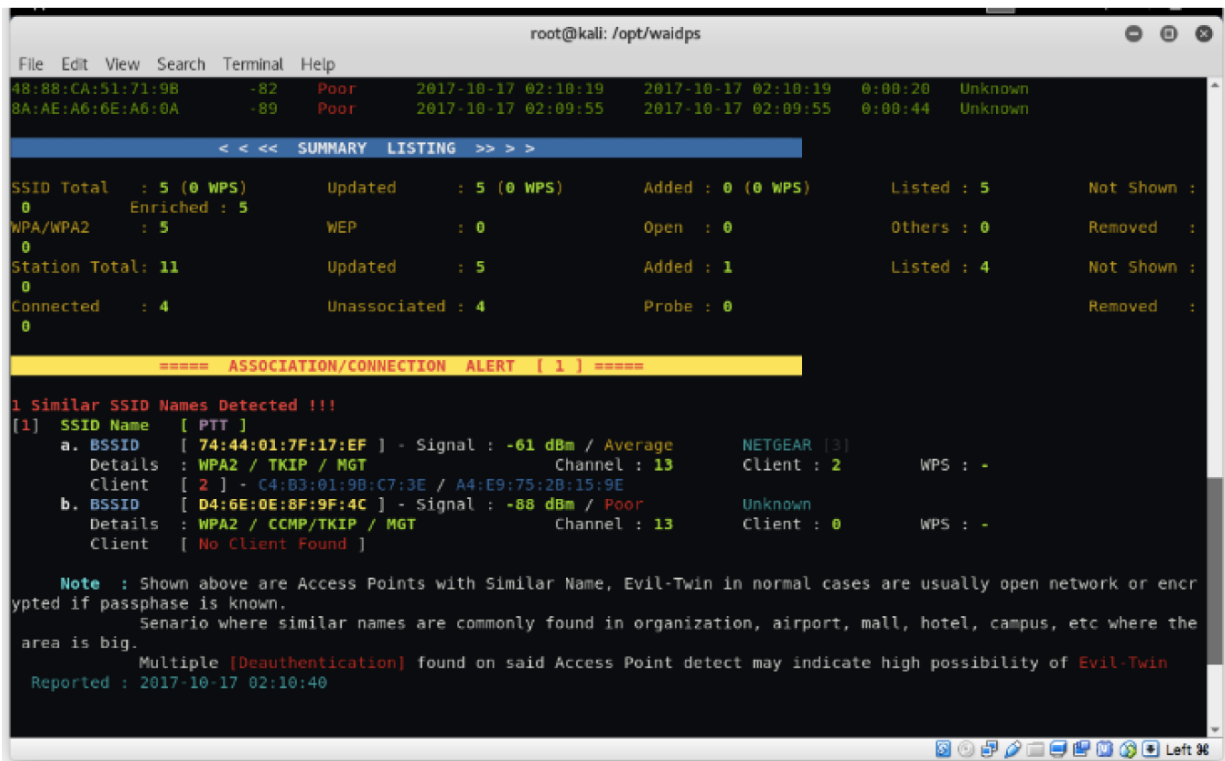 root@kali: /opt/waidps
File Edit View Search Terminal Help
48:88:CA:51:71:9B -82 Poor 2017-10-17 02:10:19 2017-10-17 02:10:19 0:00:20 Unknown
8A:AE:A6:6E:A6:0A -89 Poor 2017-10-17 02:09:55 2017-10-17 02:09:55 0:00:44 Unknown
< < << SUMMARY LISTING >> > >
SSID Total : 5 (0 WPS) Updated : 5 (0 WPS) Added : 0 (0 WPS) Listed : 5 Not Shown :
0 Enriched : 5
WPA/WPA2 : 5 WEP : 0 Open : 0 Others : 0 Removed :
0
Station Total: 11 Updated : 5 Added : 1 Listed : 4 Not Shown :
0
Connected : 4 Unassociated : 4 Probe : 0 Removed :
0
===== ASSOCIATION/CONNECTION ALERT [ 1 ] =====
1 Similar SSID Names Detected !!!
[1] SSID Name [ PTT ]
a. BSSID [ 74:44:01:7F:17:EF ] - Signal : -61 dBm / Average NETGEAR [3]
Details : WPA2 / TKIP / MGT Channel : 13 Client : 2 WPS : -
Client [ 2 ] - C4:B3:01:9B:C7:3E / A4:E9:75:2B:15:9E
b. BSSID [ D4:6E:0E:8F:9F:4C ] - Signal : -88 dBm / Poor Unknown
Details : WPA2 / CCMP/TKIP / MGT Channel : 13 Client : 0 WPS : -
Client [ No Client Found ]
Note : Shown above are Access Points with Similar Name, Evil-Twin in normal cases are usually open network or encr
ypted if passphase is known.
Senario where similar names are commonly found in organization, airport, mall, hotel, campus, etc where the
area is big.
Multiple [Deauthentication] found on said Access Point detect may indicate high possibility of Evil-Twin
Reported : 2017-10-17 02:10:40
Left ⌘